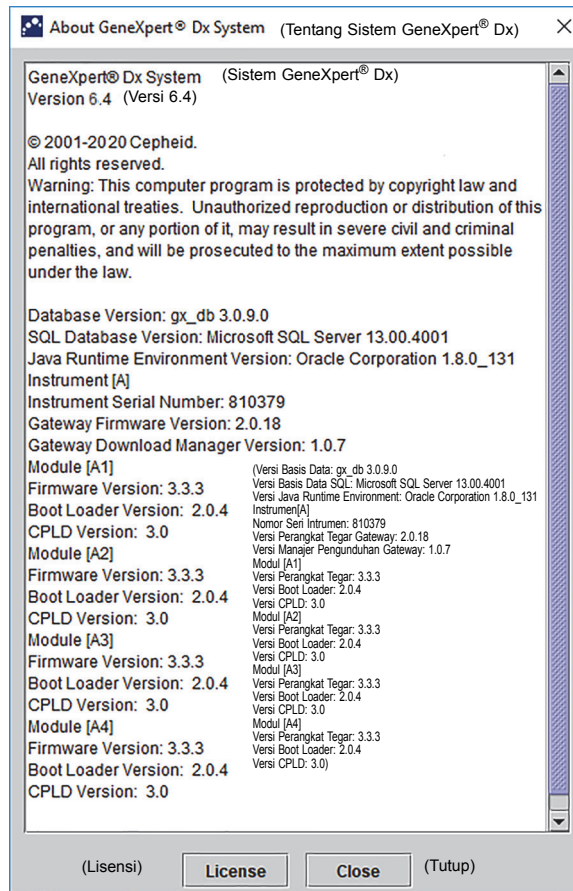 About GeneXpert® Dx System (Tentang Sistem GeneXpert® Dx)
GeneXpert® Dx System (Sistem GeneXpert® Dx)
Version 6.4 (Versi 6.4)
© 2001-2020 Cepheid.
All rights reserved.
Warning: This computer program is protected by copyright law and
international treaties. Unauthorized reproduction or distribution of this
program, or any portion of it, may result in severe civil and criminal
penalties, and will be prosecuted to the maximum extent possible
under the law.
Database Version: gx_db 3.0.9.0
SQL Database Version: Microsoft SQL Server 13.00.4001
Java Runtime Environment Version: Oracle Corporation 1.8.0_131
Instrument [A]
Instrument Serial Number: 810379
Gateway Firmware Version: 2.0.18
Gateway Download Manager Version: 1.0.7
Module [A1]
Firmware Version: 3.3.3
Boot Loader Version: 2.0.4
CPLD Version: 3.0
Module [A2]
Firmware Version: 3.3.3
Boot Loader Version: 2.0.4
CPLD Version: 3.0
Module [A3]
Firmware Version: 3.3.3
Boot Loader Version: 2.0.4
CPLD Version: 3.0
Module [A4]
Firmware Version: 3.3.3
Boot Loader Version: 2.0.4
CPLD Version: 3.0
(Versi Basis Data: gx_db 3.0.9.0
Versi Basis Data SQL: Microsoft SQL Server 13.00.4001
Versi Java Runtime Environment: Oracle Corporation 1.8.0_131
Instrumen[A]
Nomor Seri Intrumen: 810379
Versi Perangkat Tegar Gateway: 2.0.18
Versi Manajer Pengunduhan Gateway: 1.0.7
Modul [A1]
Versi Perangkat Tegar: 3.3.3
Versi Boot Loader: 2.0.4
Versi CPLD: 3.0
Modul [A2]
Versi Perangkat Tegar: 3.3.3
Versi Boot Loader: 2.0.4
Versi CPLD: 3.0
Modul [A3]
Versi Perangkat Tegar: 3.3.3
Versi Boot Loader: 2.0.4
Versi CPLD: 3.0
Modul [A4]
Versi Perangkat Tegar: 3.3.3
Versi Boot Loader: 2.0.4
Versi CPLD: 3.0)
(Lisensi) License Close (Tutup)